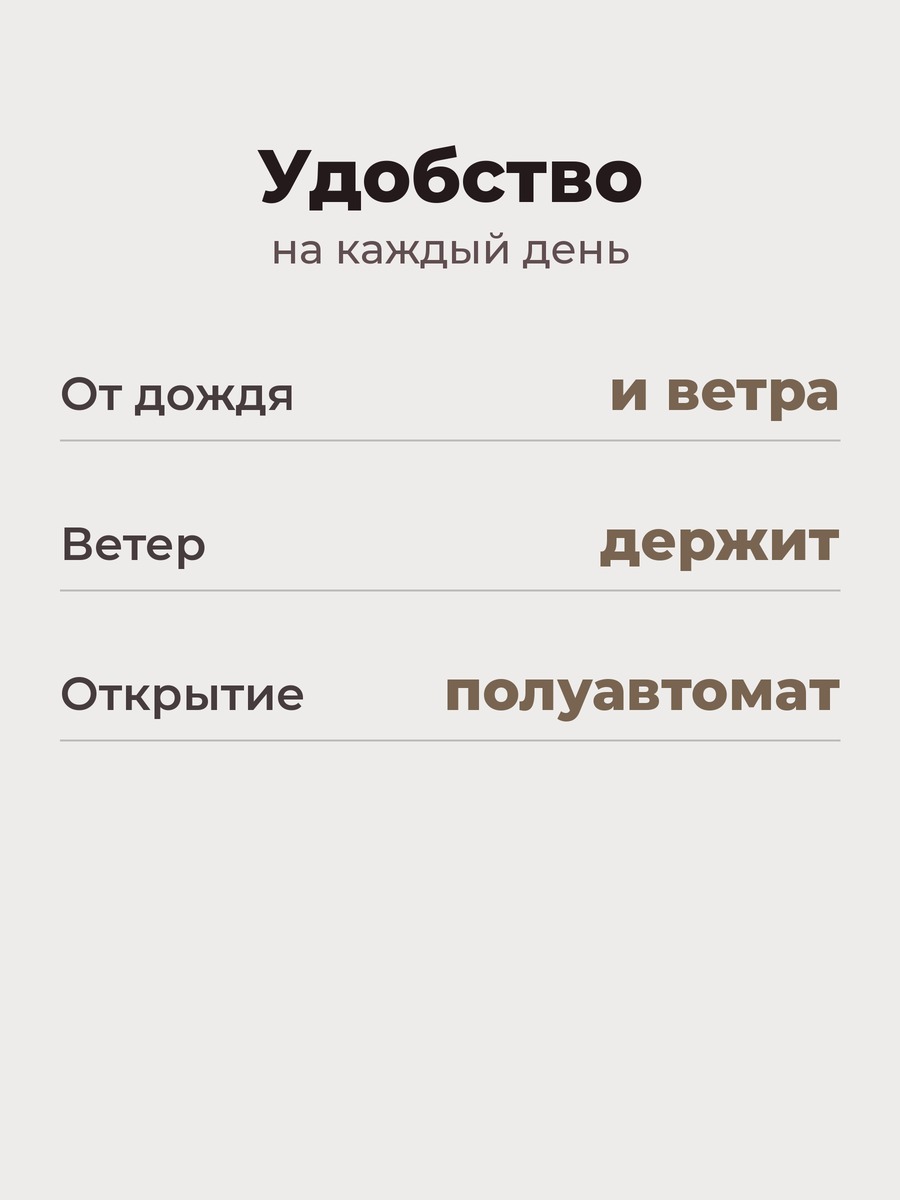 Удобство
на каждый день
От дождя и ветра
Ветер держит
Открытие полуавтомат